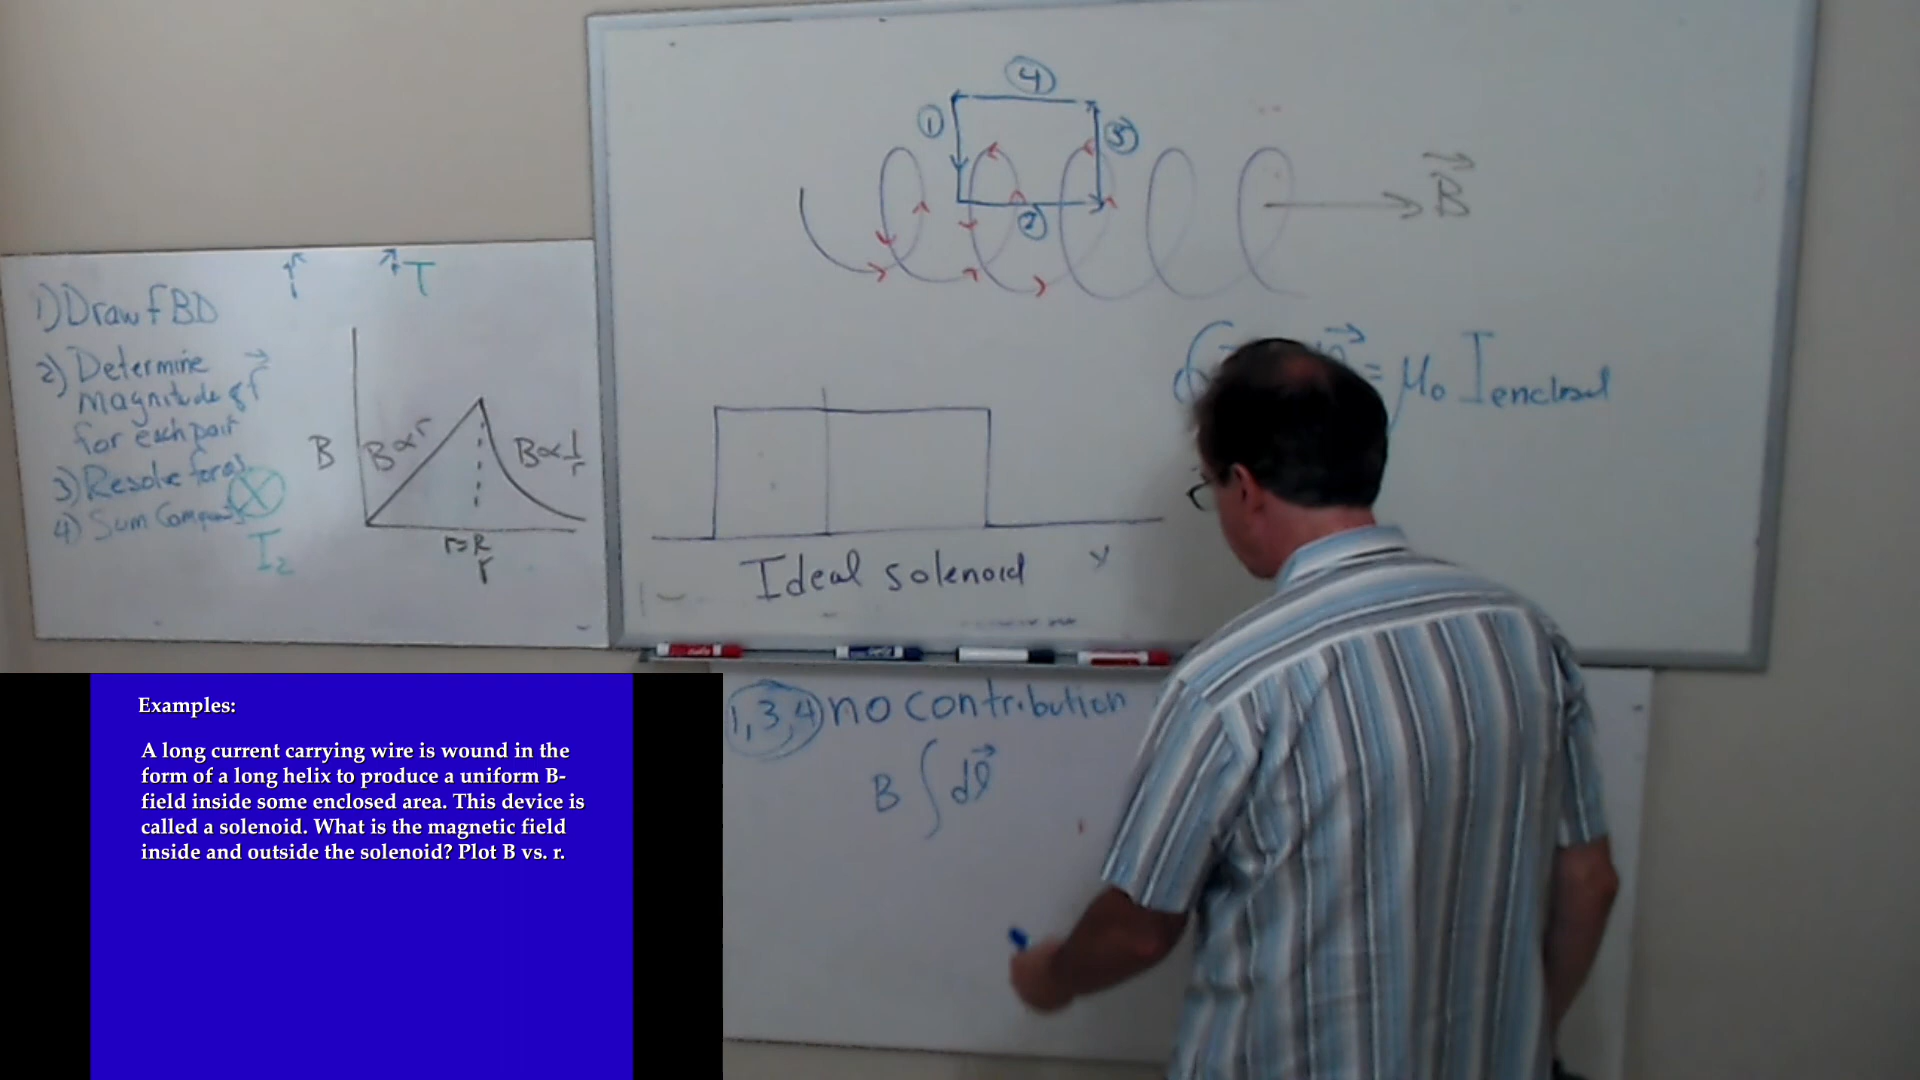 4
1
3
2
B
1) Draw FBD
2) Determine
magnitude of F
for each part
3) Resolve forces
4) Sum
T
B
B∝r
B∝1/r
r=R
r
I2
= μ0 Ienclosed
Ideal solenoid
1,3,4) no contribution
B ∫ dl
Examples:
A long current carrying wire is wound in the
form of a long helix to produce a uniform B-
field inside some enclosed area. This device is
called a solenoid. What is the magnetic field
inside and outside the solenoid? Plot B vs. r.